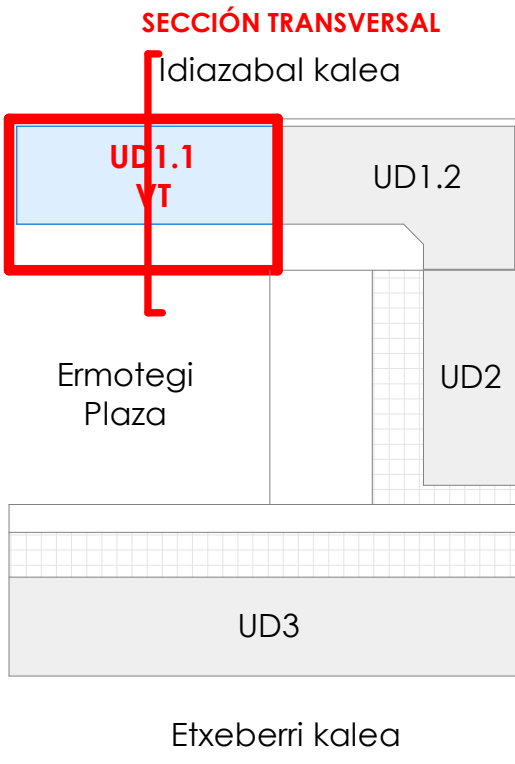 SECCIÓN TRANSVERSAL
Idiazabal kalea
UD1.1
VT
UD1.2
Ermotegi
Plaza
UD2
UD3
Etxeberri kalea